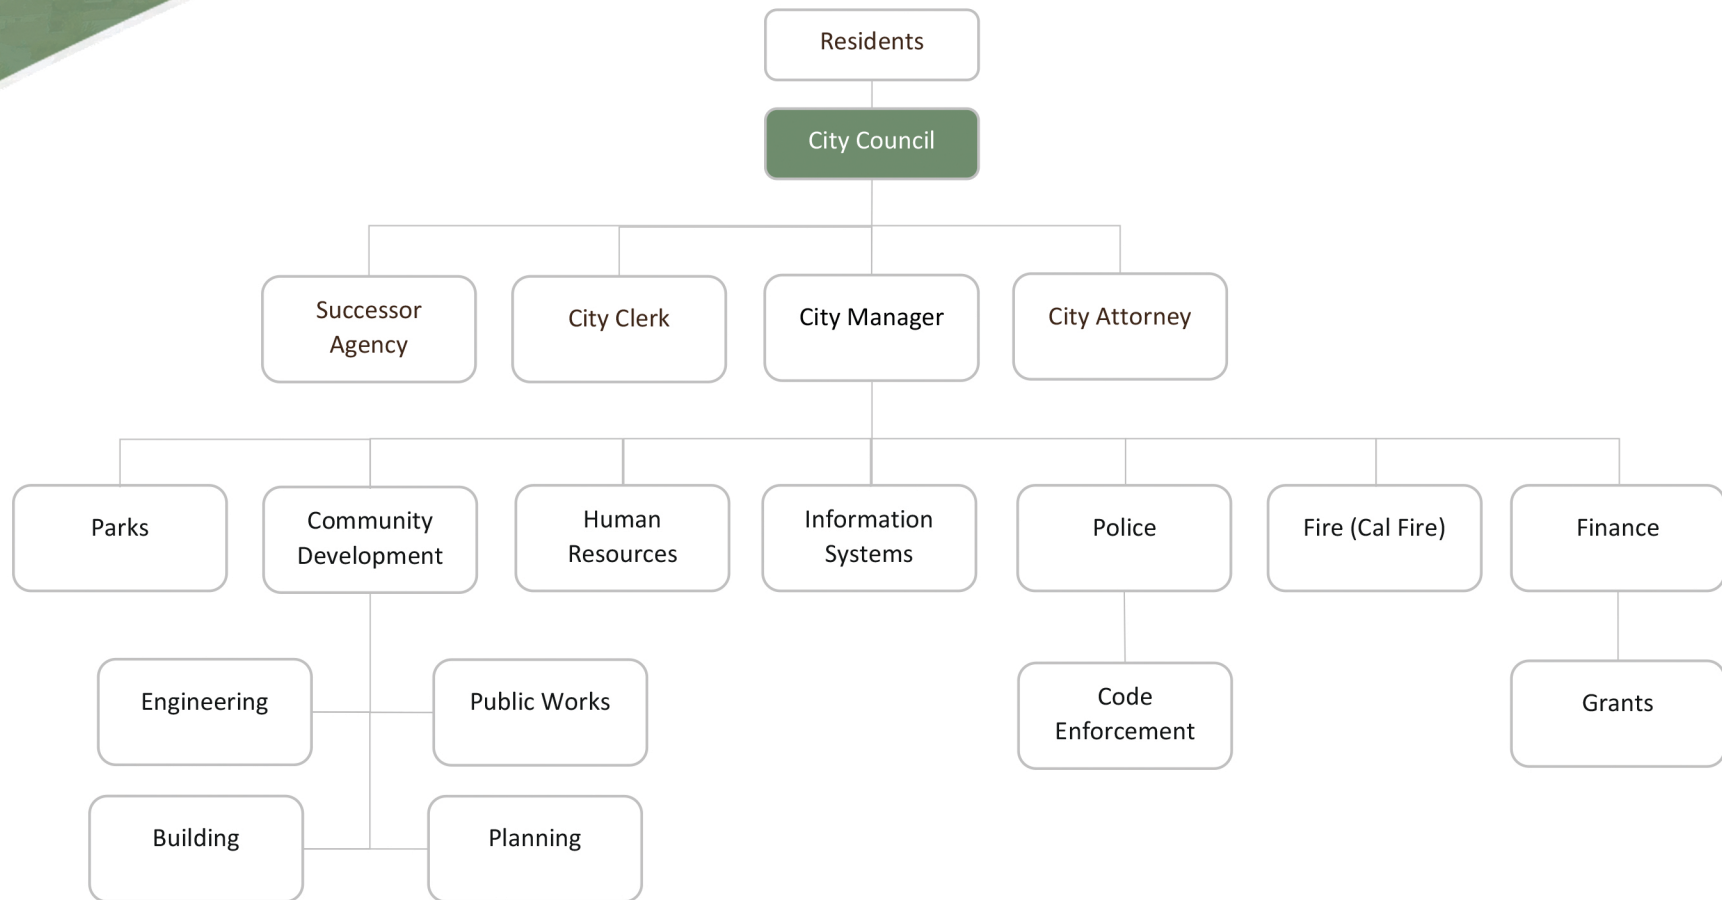 Residents
City Council
Successor
Agency
City Clerk
City Manager
City Attorney
Parks
Community
Development
Human
Resources
Information
Systems
Police
Fire (Cal Fire)
Finance
Engineering
Public Works
Code
Enforcement
Grants
Building
Planning